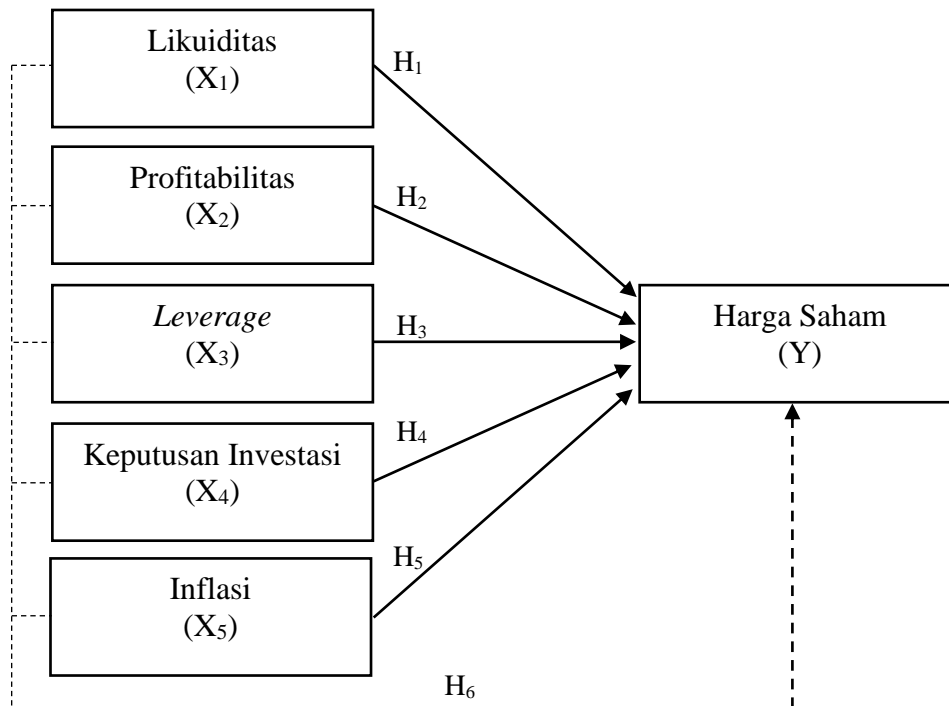 Likuiditas
(X₁)
H₁
Profitabilitas
(X₂)
H₂
Leverage
(X₃)
H₃
Harga Saham
(Y)
Keputusan Investasi
(X₄)
H₄
Inflasi
(X₅)
H₅
H₆